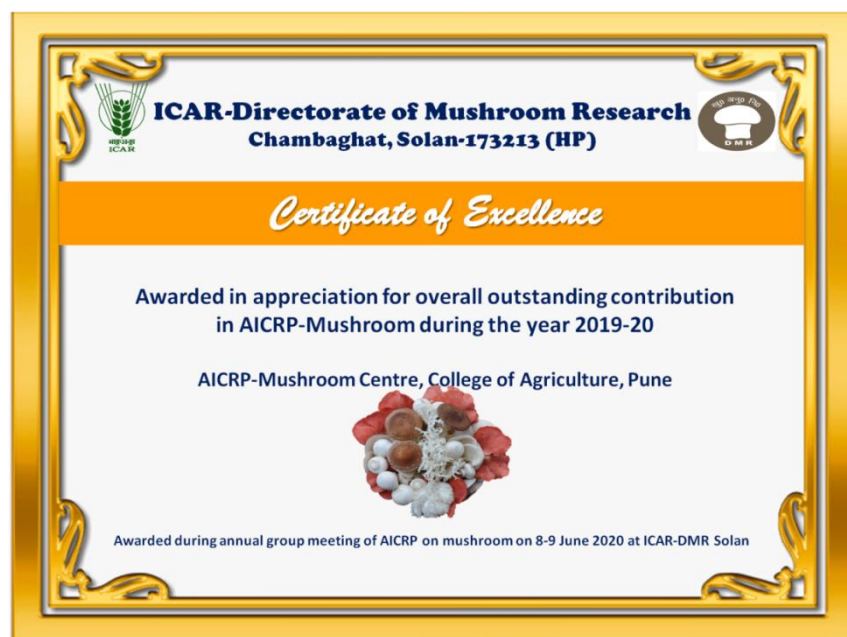 ICAR-Directorate of Mushroom Research
Chambaghat, Solan-173213 (HP)
ICAR
DMR
Certificate of Excellence
Awarded in appreciation for overall outstanding contribution
in AICRP-Mushroom during the year 2019-20
AICRP-Mushroom Centre, College of Agriculture, Pune
Awarded during annual group meeting of AICRP on mushroom on 8-9 June 2020 at ICAR-DMR Solan